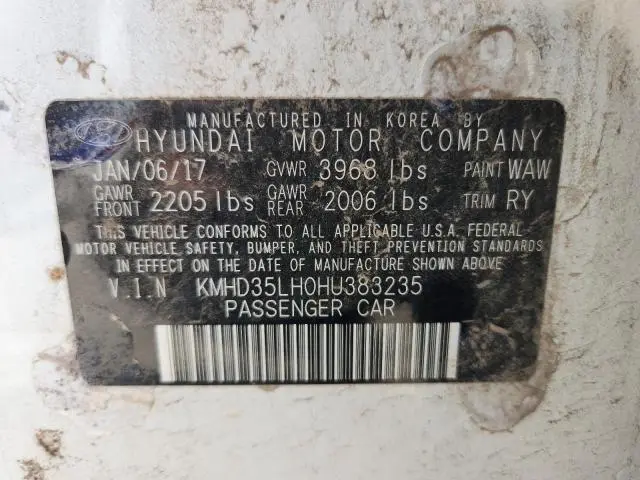 MANUFACTURED IN KOREA BY
HYUNDAI MOTOR COMPANY
JAN/06/17 GVWR 3968 lbs PAINT WAW
GAWR FRONT 2205 lbs GAWR REAR 2006 lbs TRIM RY
THIS VEHICLE CONFORMS TO ALL APPLICABLE U.S.A. FEDERAL
MOTOR VEHICLE SAFETY, BUMPER, AND THEFT PREVENTION STANDARDS
IN EFFECT ON THE DATE OF MANUFACTURE SHOWN ABOVE.
V.I.N KMHD35LH0HU383235
PASSENGER CAR